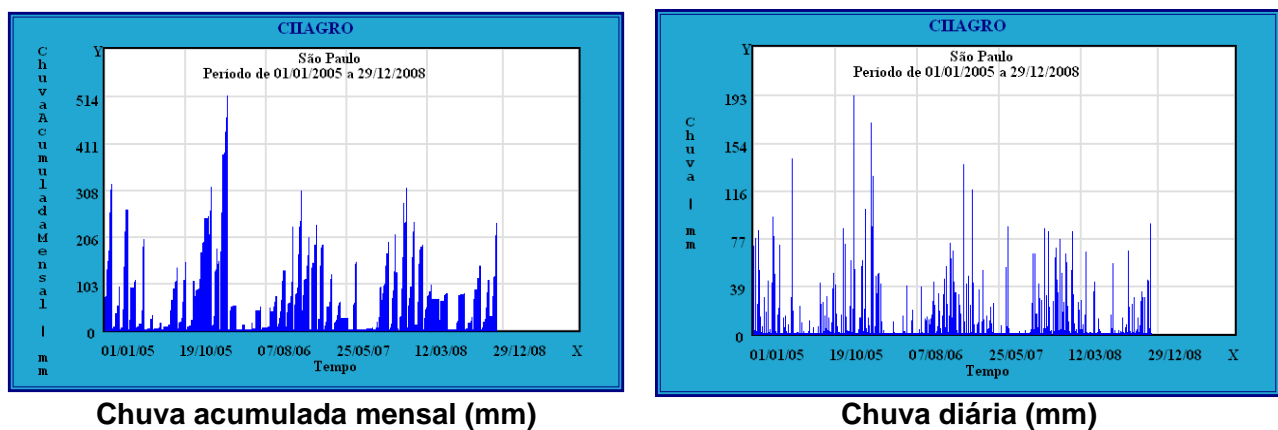 CIIAGRO
Chuva Acumulada Mensal | mm
Y
São Paulo
Período de 01/01/2005 a 29/12/2008
514
411
308
206
103
0
01/01/05 19/10/05 07/08/06 25/05/07 12/03/08 29/12/08 X
Tempo
Chuva acumulada mensal (mm)
CIIAGRO
Chuva | mm
Y
São Paulo
Período de 01/01/2005 a 29/12/2008
193
154
116
77
39
0
01/01/05 19/10/05 07/08/06 25/05/07 12/03/08 29/12/08 X
Tempo
Chuva diária (mm)